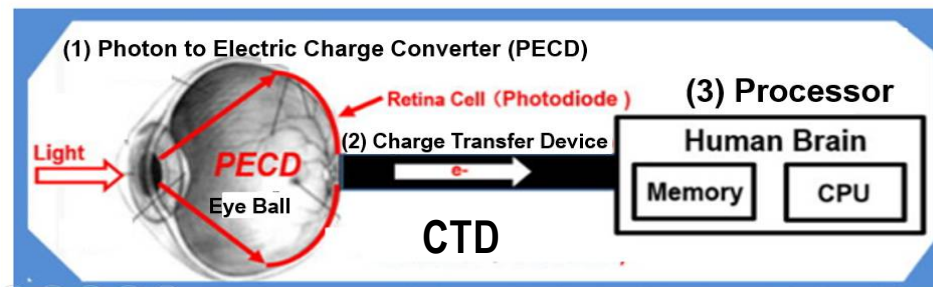 (1) Photon to Electric Charge Converter (PECD)
Retina Cell (Photodiode )
(3) Processor
(2) Charge Transfer Device
Human Brain
Light
PECD
e-
Memory
CPU
Eye Ball
CTD